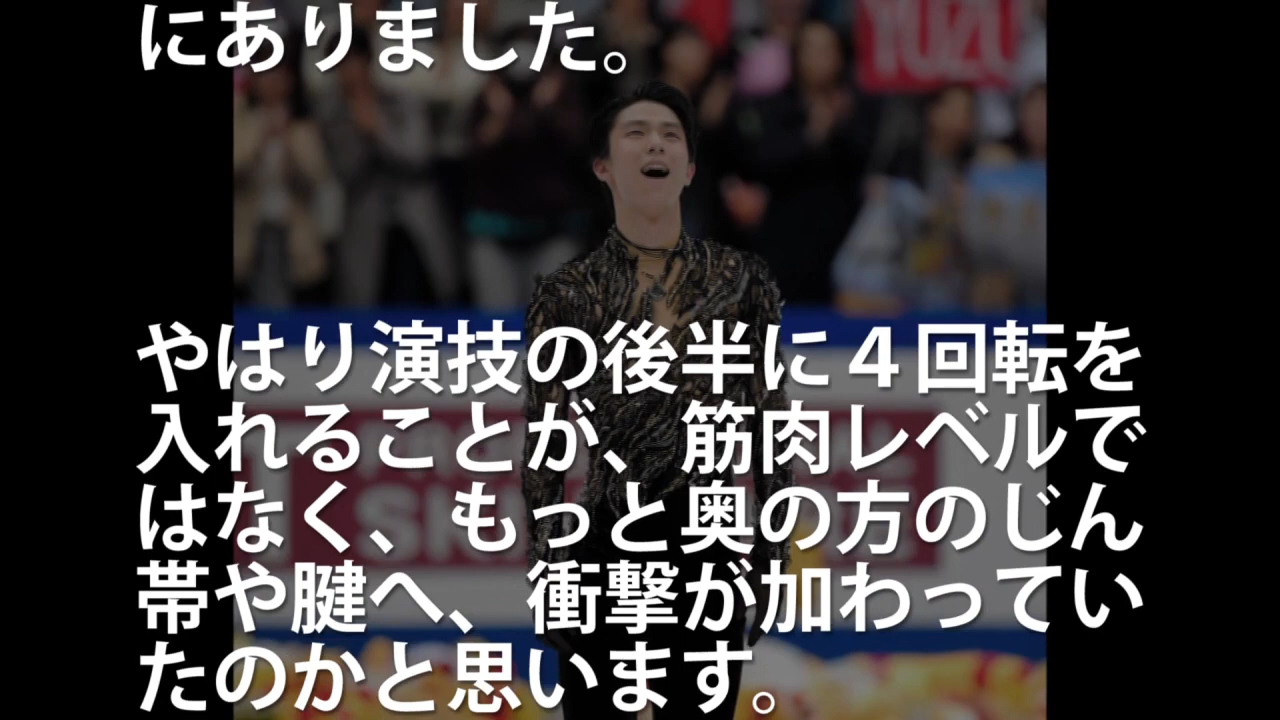 にありました。
YUZU
やはり演技の後半に４回転を
入れることが、筋肉レベルで
はなく、もっと奥の方のじん
帯や腱へ、衝撃が加わってい
たのかと思います。